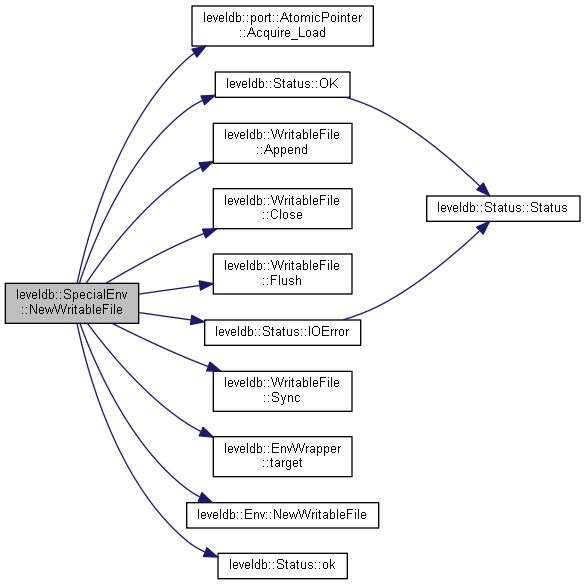 leveldb::port::AtomicPointer
::Acquire_Load
leveldb::Status::OK
leveldb::WritableFile
::Append
leveldb::WritableFile
::Close
leveldb::Status::Status
leveldb::WritableFile
::Flush
leveldb::SpecialEnv
::NewWritableFile
leveldb::Status::IOError
leveldb::WritableFile
::Sync
leveldb::EnvWrapper
::target
leveldb::Env::NewWritableFile
leveldb::Status::ok